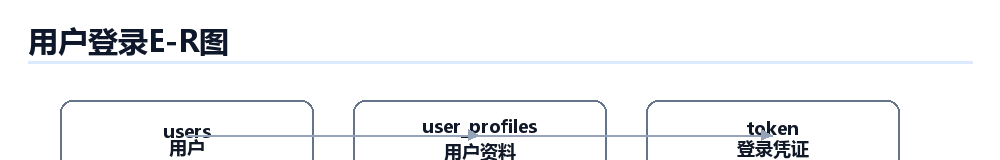 用户登录E-R图
users
用户
user_profiles
用户资料
token
登录凭证